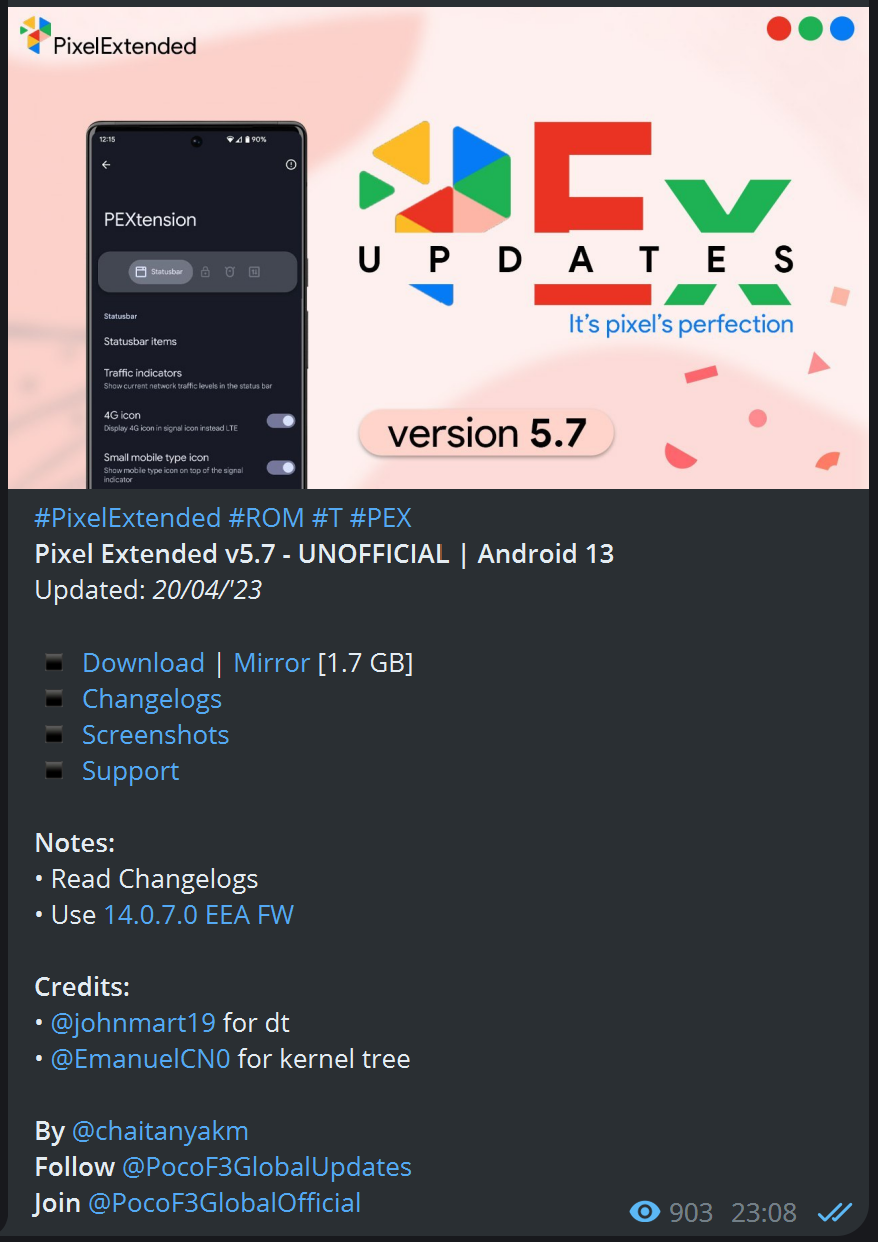 PixelExtended
12:15
90%
PEXtension
Statusbar
Statusbar
Statusbar items
Traffic indicators
Show current network traffic levels in the status bar
4G icon
Display 4G icon in signal icon instead LTE
Small mobile type icon
Show mobile type icon on top of the signal
indicator
Ex
UPDATES
It's pixel's perfection
version 5.7
#PixelExtended #ROM #T #PEX
Pixel Extended v5.7 - UNOFFICIAL | Android 13
Updated: 20/04/'23
Download | Mirror [1.7 GB]
Changelogs
Screenshots
Support
Notes:
• Read Changelogs
• Use 14.0.7.0 EEA FW
Credits:
• @johnmart19 for dt
• @EmanuelCN0 for kernel tree
By @chaitanyakm
Follow @PocoF3GlobalUpdates
Join @PocoF3GlobalOfficial
903 23:08